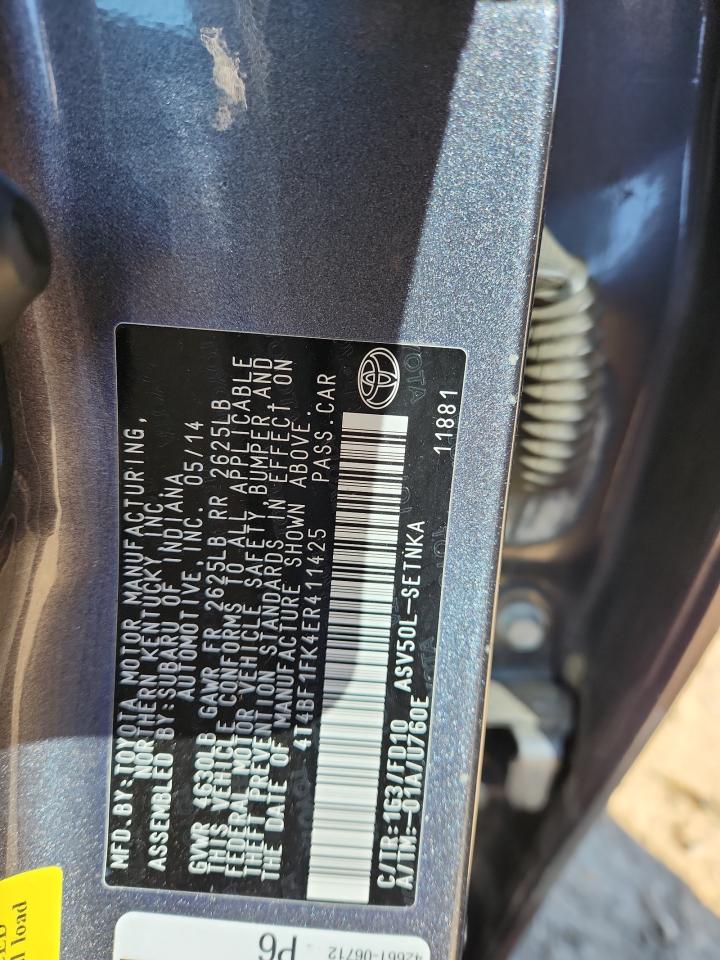 MFD.BY:TOYOTA MOTOR MANUFACTURING,
NORTHERN KENTUCKY INC.
ASSEMBLED BY:SUBARU OF INDIANA
AUTOMOTIVE, INC. 05/14
GVWR 4630LB GAWR FR 2625LB RR 2625LB
THIS VEHICLE CONFORMS TO ALL APPLICABLE
FEDERAL MOTOR VEHICLE SAFETY, BUMPER,AND
THEFT PREVENTION STANDARDS IN EFFECT ON
THE DATE OF MANUFACTURE SHOWN ABOVE.
4T4BF1FK4ER411425 PASS.CAR
C/TR:1G3/FD10 ASV50L-SETNKA
A/TM:-01A/U760E 11881
42661-06712
P6
load